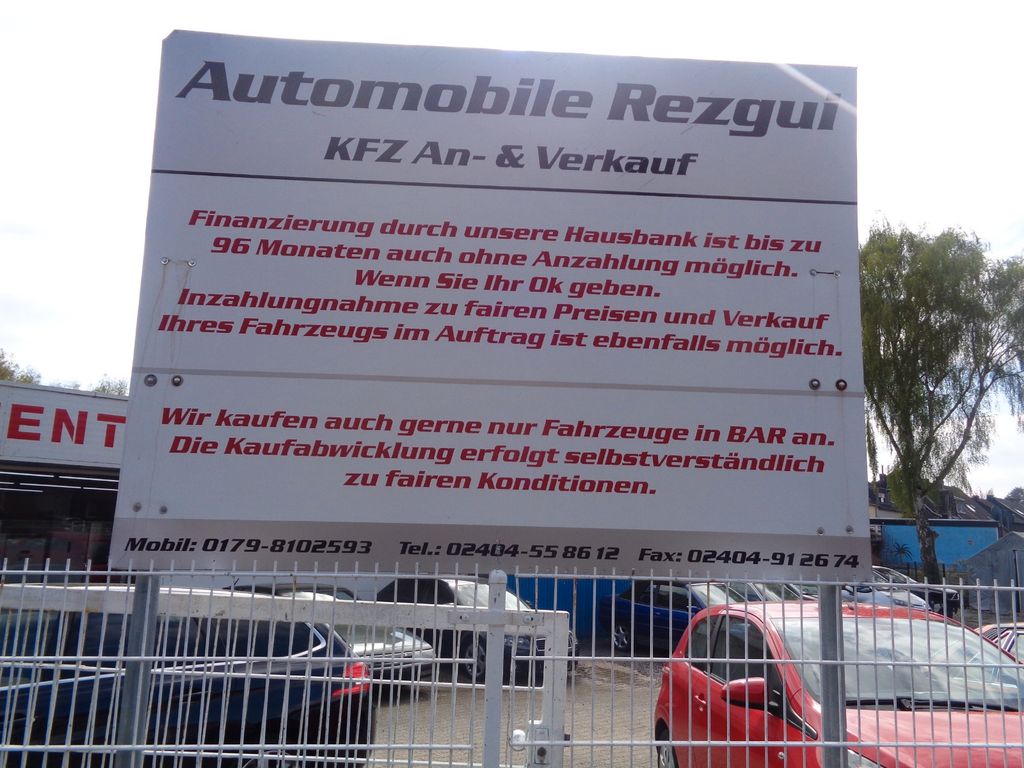 Automobile Rezgui
KFZ An- & Verkauf
Finanzierung durch unsere Hausbank ist bis zu
96 Monaten auch ohne Anzahlung möglich.
Wenn Sie Ihr Ok geben.
Inzahlungnahme zu fairen Preisen und Verkauf
Ihres Fahrzeugs im Auftrag ist ebenfalls möglich.
Wir kaufen auch gerne nur Fahrzeuge in BAR an.
Die Kaufabwicklung erfolgt selbstverständlich
zu fairen Konditionen.
Mobil: 0179-8102593 Tel.: 02404-55 86 12 Fax: 02404-91 26 74
ENT